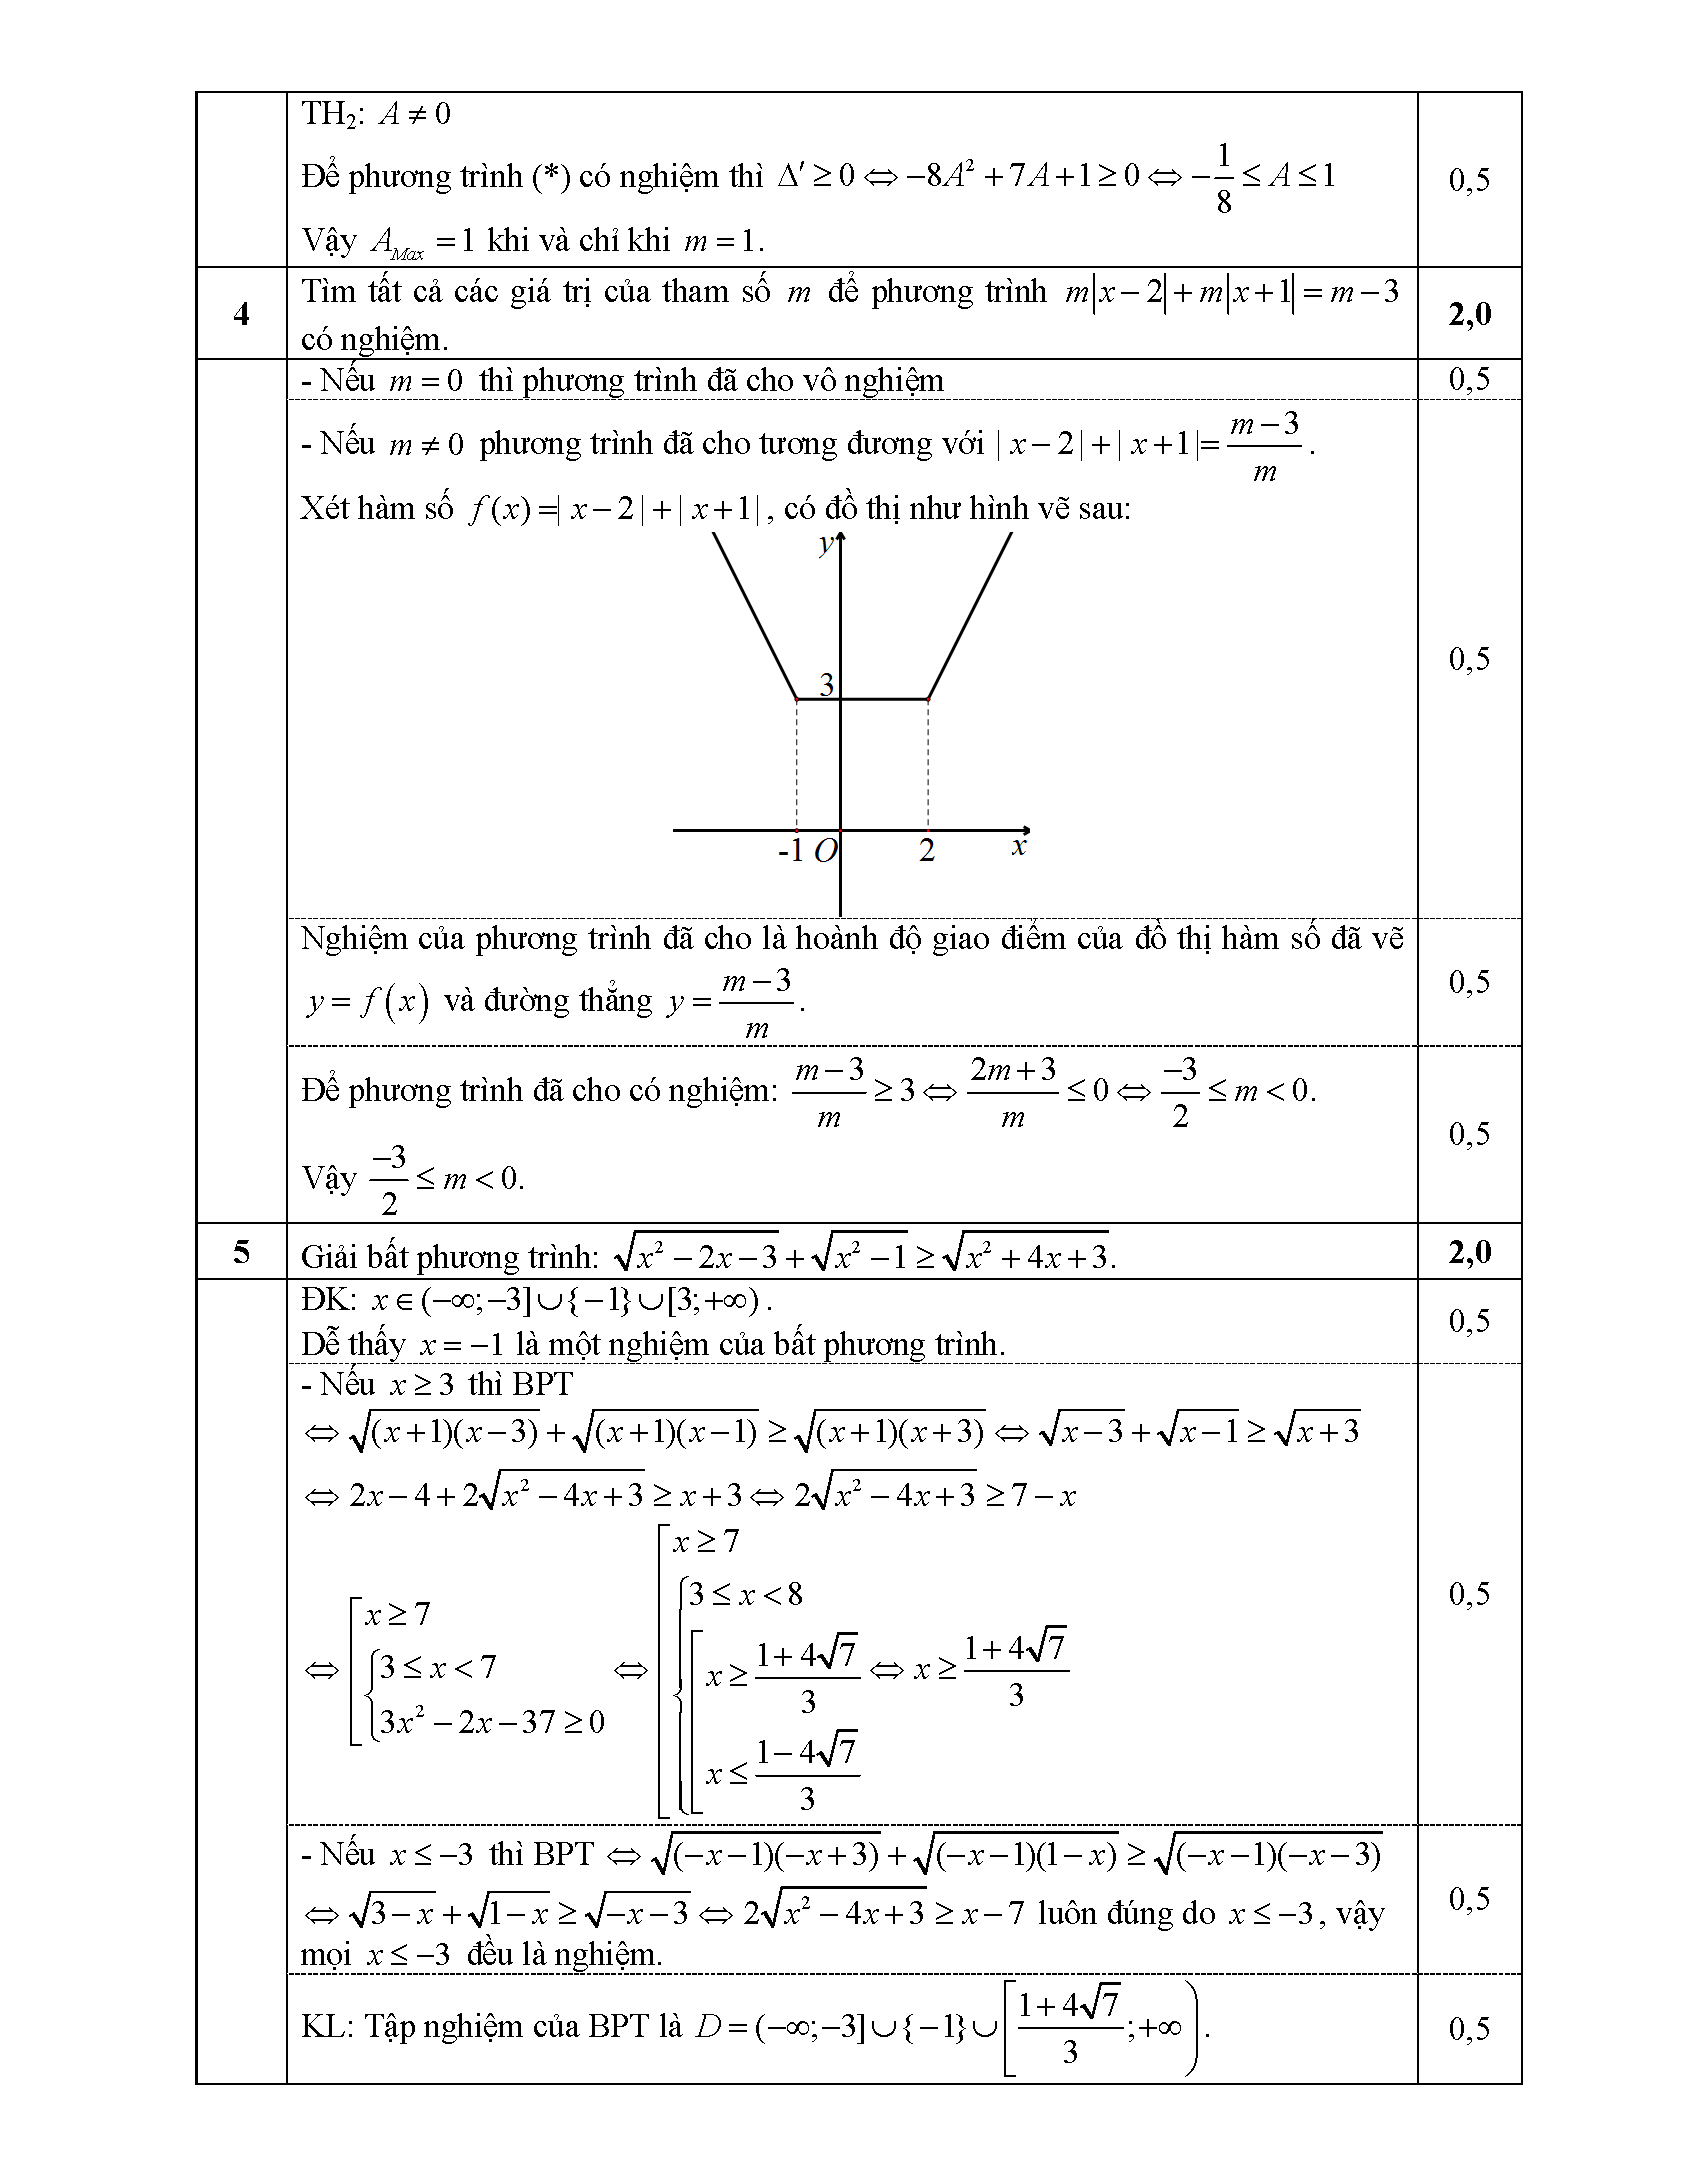 TH₂: A ≠ 0
Để phương trình (*) có nghiệm thì Δ′ ≥ 0 ⇔ −8A² + 7A + 1 ≥ 0 ⇔ −1/8 ≤ A ≤ 1
0,5
Vậy A_Max = 1 khi và chỉ khi m = 1.
4
Tìm tất cả các giá trị của tham số m để phương trình m|x − 2| + m|x + 1| = m − 3
có nghiệm.
2,0
- Nếu m = 0 thì phương trình đã cho vô nghiệm
0,5
- Nếu m ≠ 0 phương trình đã cho tương đương với | x − 2 | + | x + 1 | = (m − 3)/m .
Xét hàm số f (x) = | x − 2 | + | x + 1 | , có đồ thị như hình vẽ sau:
y
3
-1 O 2 x
0,5
Nghiệm của phương trình đã cho là hoành độ giao điểm của đồ thị hàm số đã vẽ
y = f (x) và đường thẳng y = (m − 3)/m .
0,5
Để phương trình đã cho có nghiệm: (m − 3)/m ≥ 3 ⇔ (2m + 3)/m ≤ 0 ⇔ −3/2 ≤ m < 0.
Vậy −3/2 ≤ m < 0.
0,5
5
Giải bất phương trình: √(x² − 2x − 3) + √(x² − 1) ≥ √(x² + 4x + 3).
2,0
ĐK: x ∈ (−∞; −3] ∪ {−1} ∪ [3; +∞) .
Dễ thấy x = −1 là một nghiệm của bất phương trình.
0,5
- Nếu x ≥ 3 thì BPT
⇔ √((x + 1)(x − 3)) + √((x + 1)(x − 1)) ≥ √((x + 1)(x + 3)) ⇔ √(x − 3) + √(x − 1) ≥ √(x + 3)
⇔ 2x − 4 + 2√(x² − 4x + 3) ≥ x + 3 ⇔ 2√(x² − 4x + 3) ≥ 7 − x
⇔ [ x ≥ 7 ; { 3 ≤ x < 7 ; 3x² − 2x − 37 ≥ 0 ⇔ [ x ≥ 7 ; { 3 ≤ x < 8 ; [ x ≥ (1 + 4√7)/3 ; x ≤ (1 − 4√7)/3 ⇔ x ≥ (1 + 4√7)/3
0,5
- Nếu x ≤ −3 thì BPT ⇔ √((−x − 1)(−x + 3)) + √((−x − 1)(1 − x)) ≥ √((−x − 1)(−x − 3))
⇔ √(3 − x) + √(1 − x) ≥ √(−x − 3) ⇔ 2√(x² − 4x + 3) ≥ x − 7 luôn đúng do x ≤ −3 , vậy
mọi x ≤ −3 đều là nghiệm.
0,5
KL: Tập nghiệm của BPT là D = (−∞; −3] ∪ {−1} ∪ [(1 + 4√7)/3 ; +∞) .
0,5